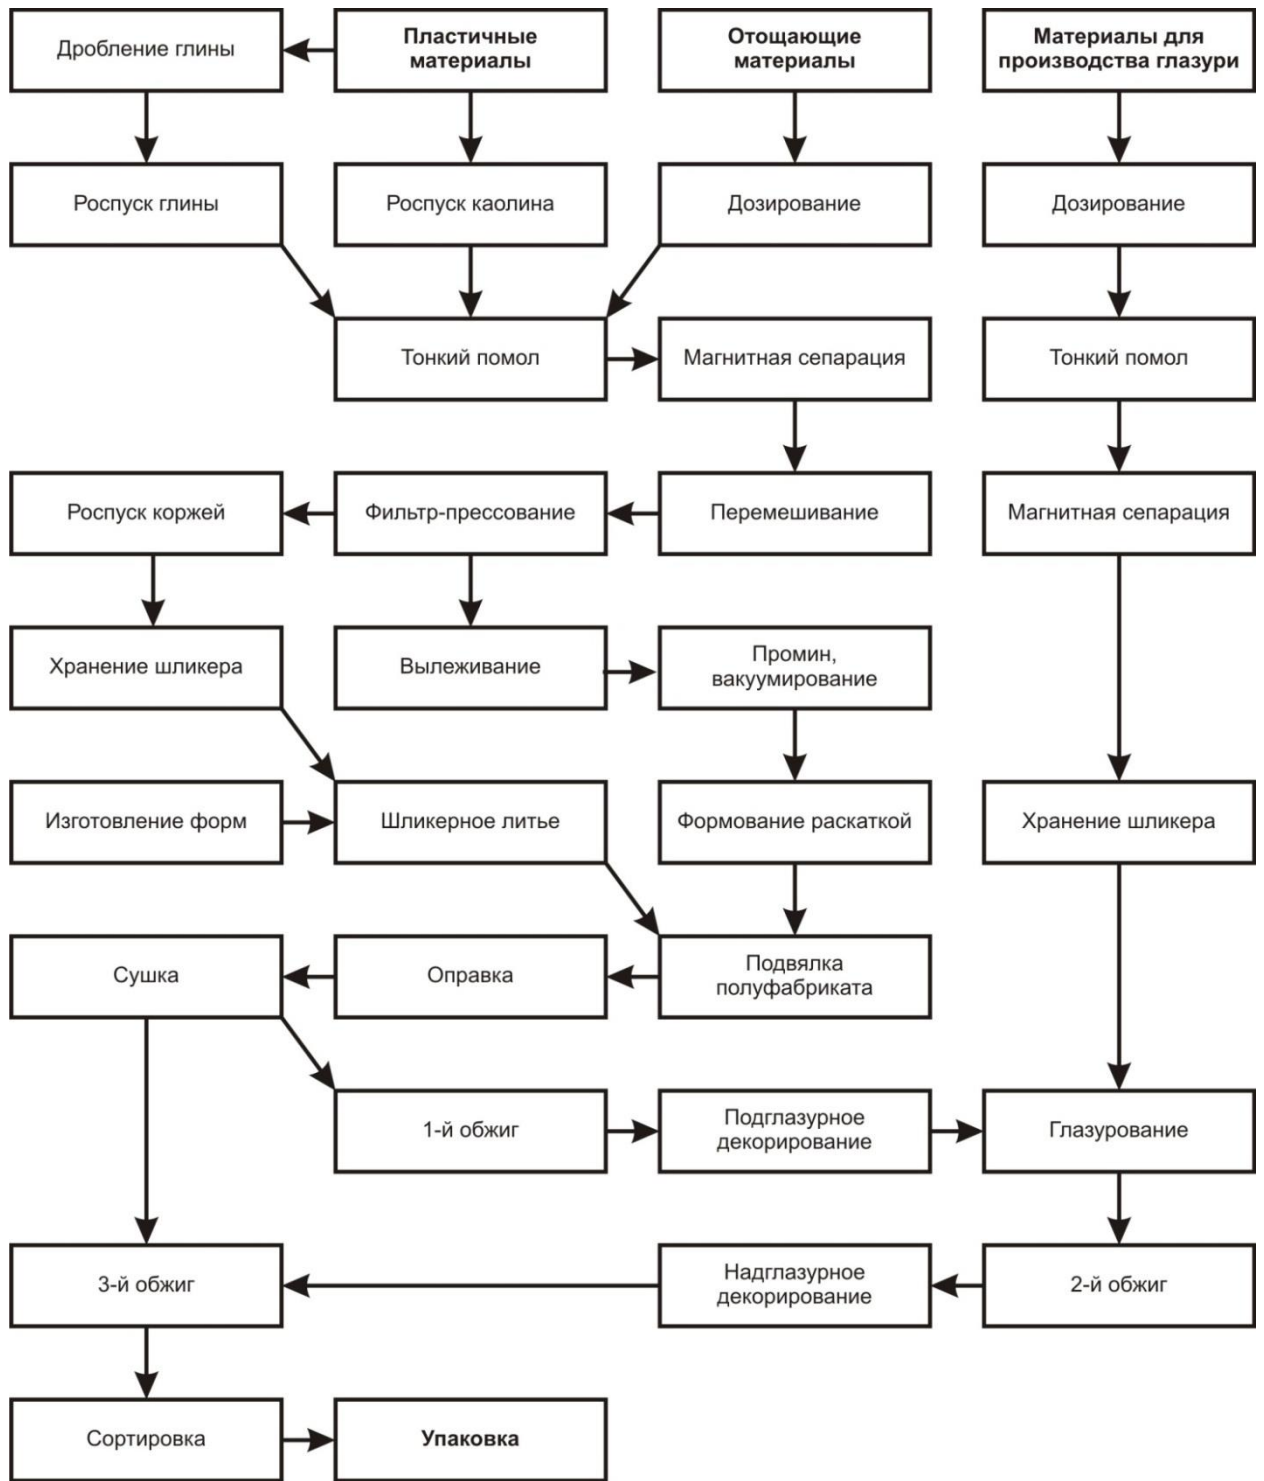 Дробление глины
Пластичные
материалы
Отощающие
материалы
Материалы для
производства глазури
Роспуск глины
Роспуск каолина
Дозирование
Дозирование
Тонкий помол
Магнитная сепарация
Тонкий помол
Роспуск коржей
Фильтр-прессование
Перемешивание
Магнитная сепарация
Хранение шликера
Вылеживание
Промин,
вакуумирование
Изготовление форм
Шликерное литье
Формование раскаткой
Хранение шликера
Сушка
Оправка
Подвялка
полуфабриката
1-й обжиг
Подглазурное
декорирование
Глазурование
3-й обжиг
Надглазурное
декорирование
2-й обжиг
Сортировка
Упаковка